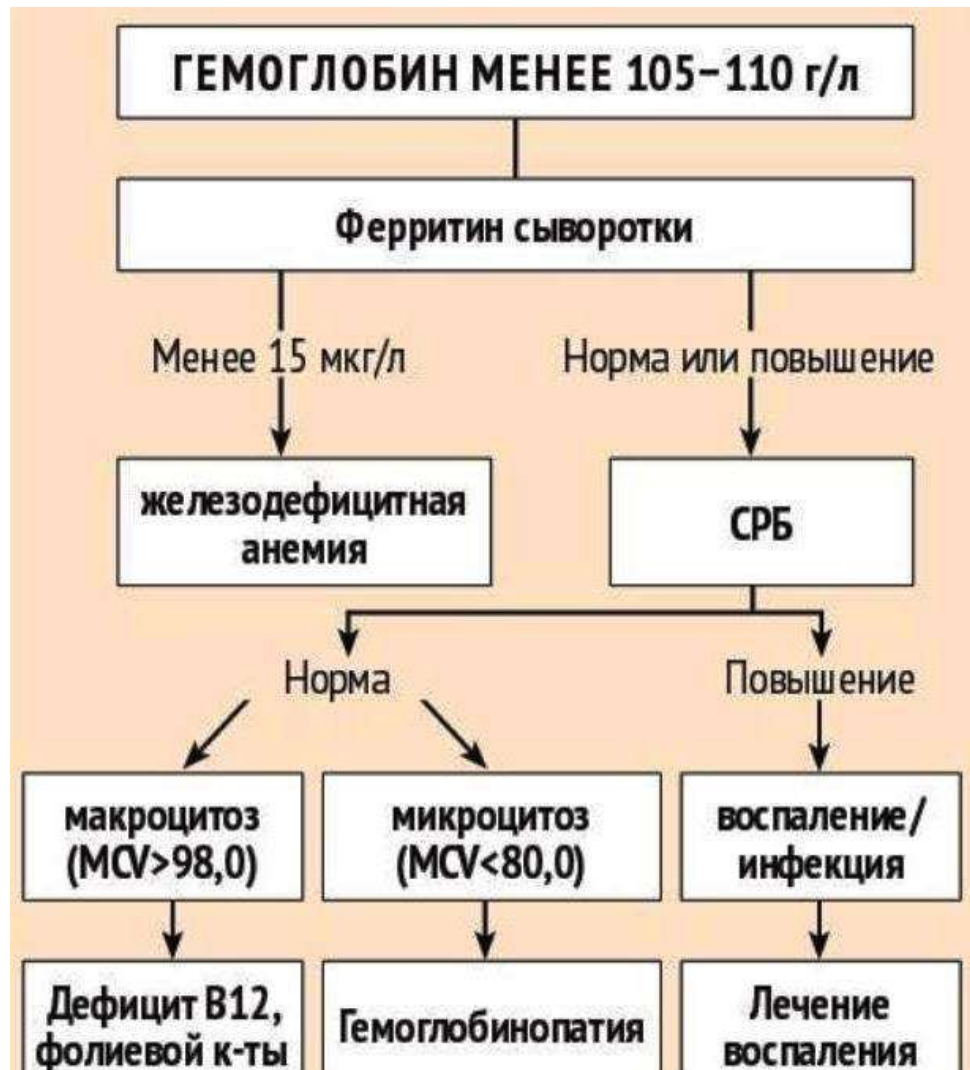 ГЕМОГЛОБИН МЕНЕЕ 105–110 г/л
Ферритин сыворотки
Менее 15 мкг/л
Норма или повышение
железодефицитная
анемия
СРБ
Норма
Повышение
макроцитоз
(MCV>98,0)
микроцитоз
(MCV<80,0)
воспаление/
инфекция
Дефицит B12,
фолиевой к-ты
Гемоглобинопатия
Лечение
воспаления